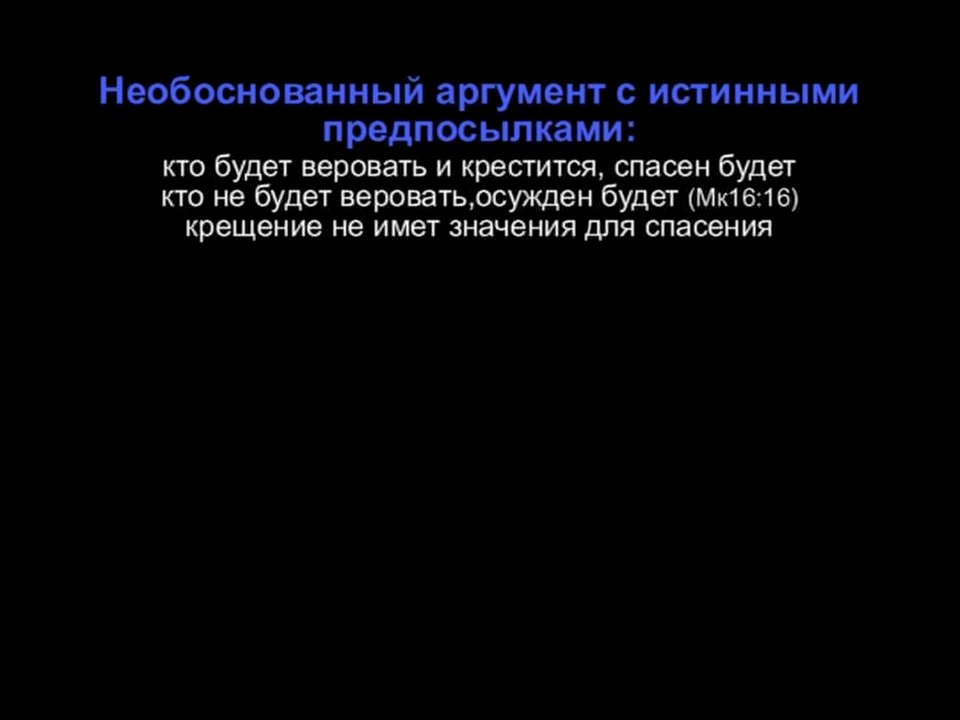 Необоснованный аргумент с истинными
предпосылками:
кто будет веровать и крестится, спасен будет
кто не будет веровать,осужден будет (Мк16:16)
крещение не имет значения для спасения